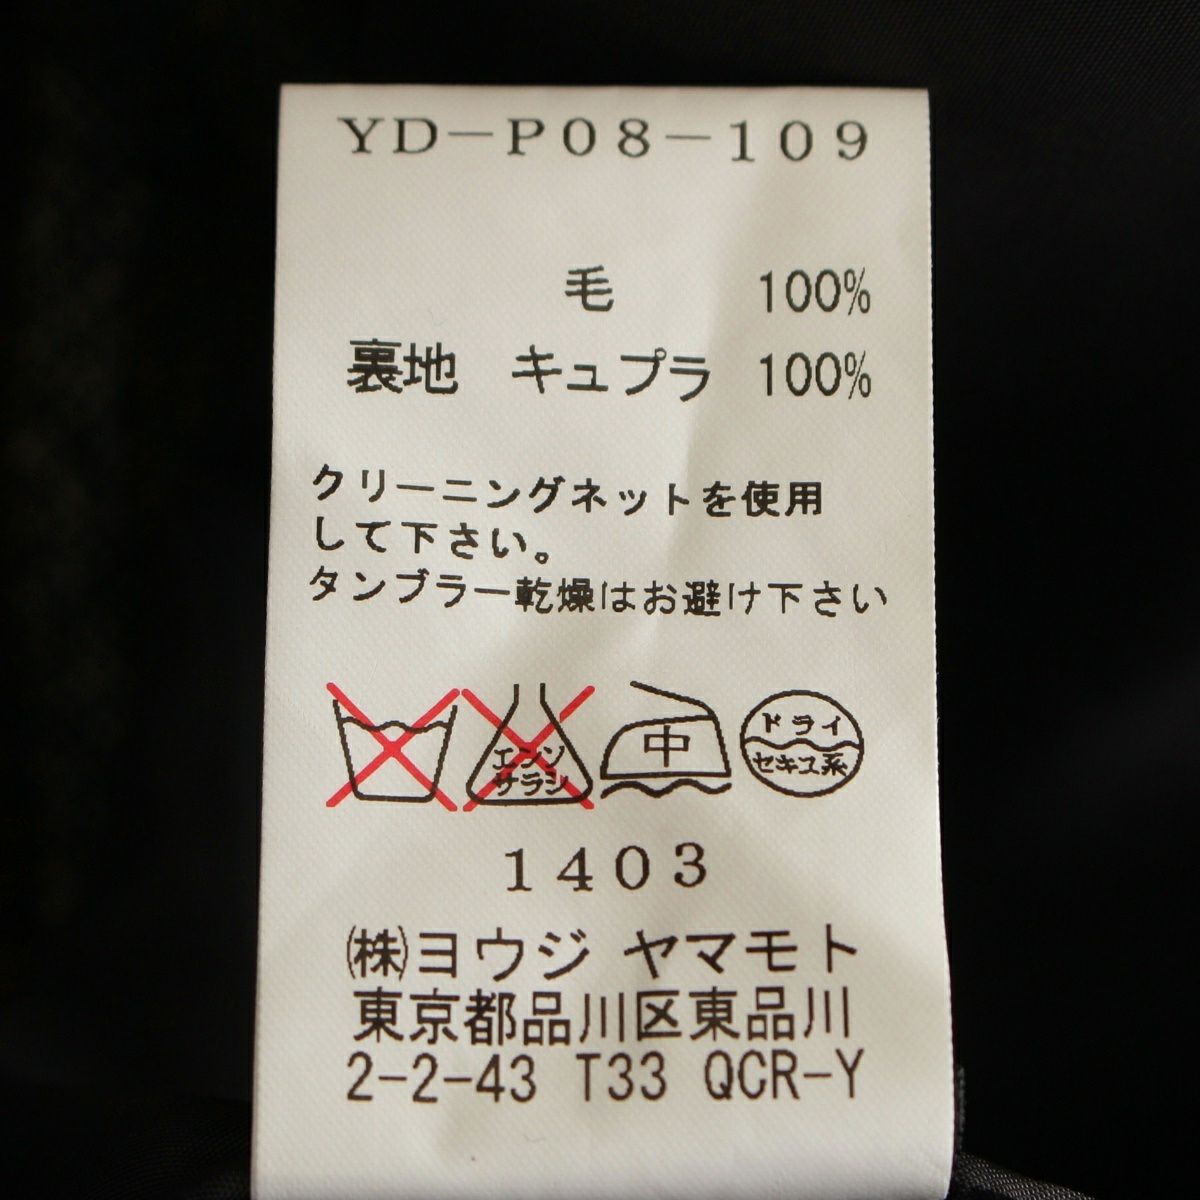 YD-P08-109
毛 100%
裏地 キュプラ 100%
クリーニングネットを使用
して下さい。
タンブラー乾燥はお避け下さい
エンソ
サラシ
中
ドライ
セキユ系
1403
㈱ヨウジ ヤマモト
東京都品川区東品川
2-2-43 T33 QCR-Y